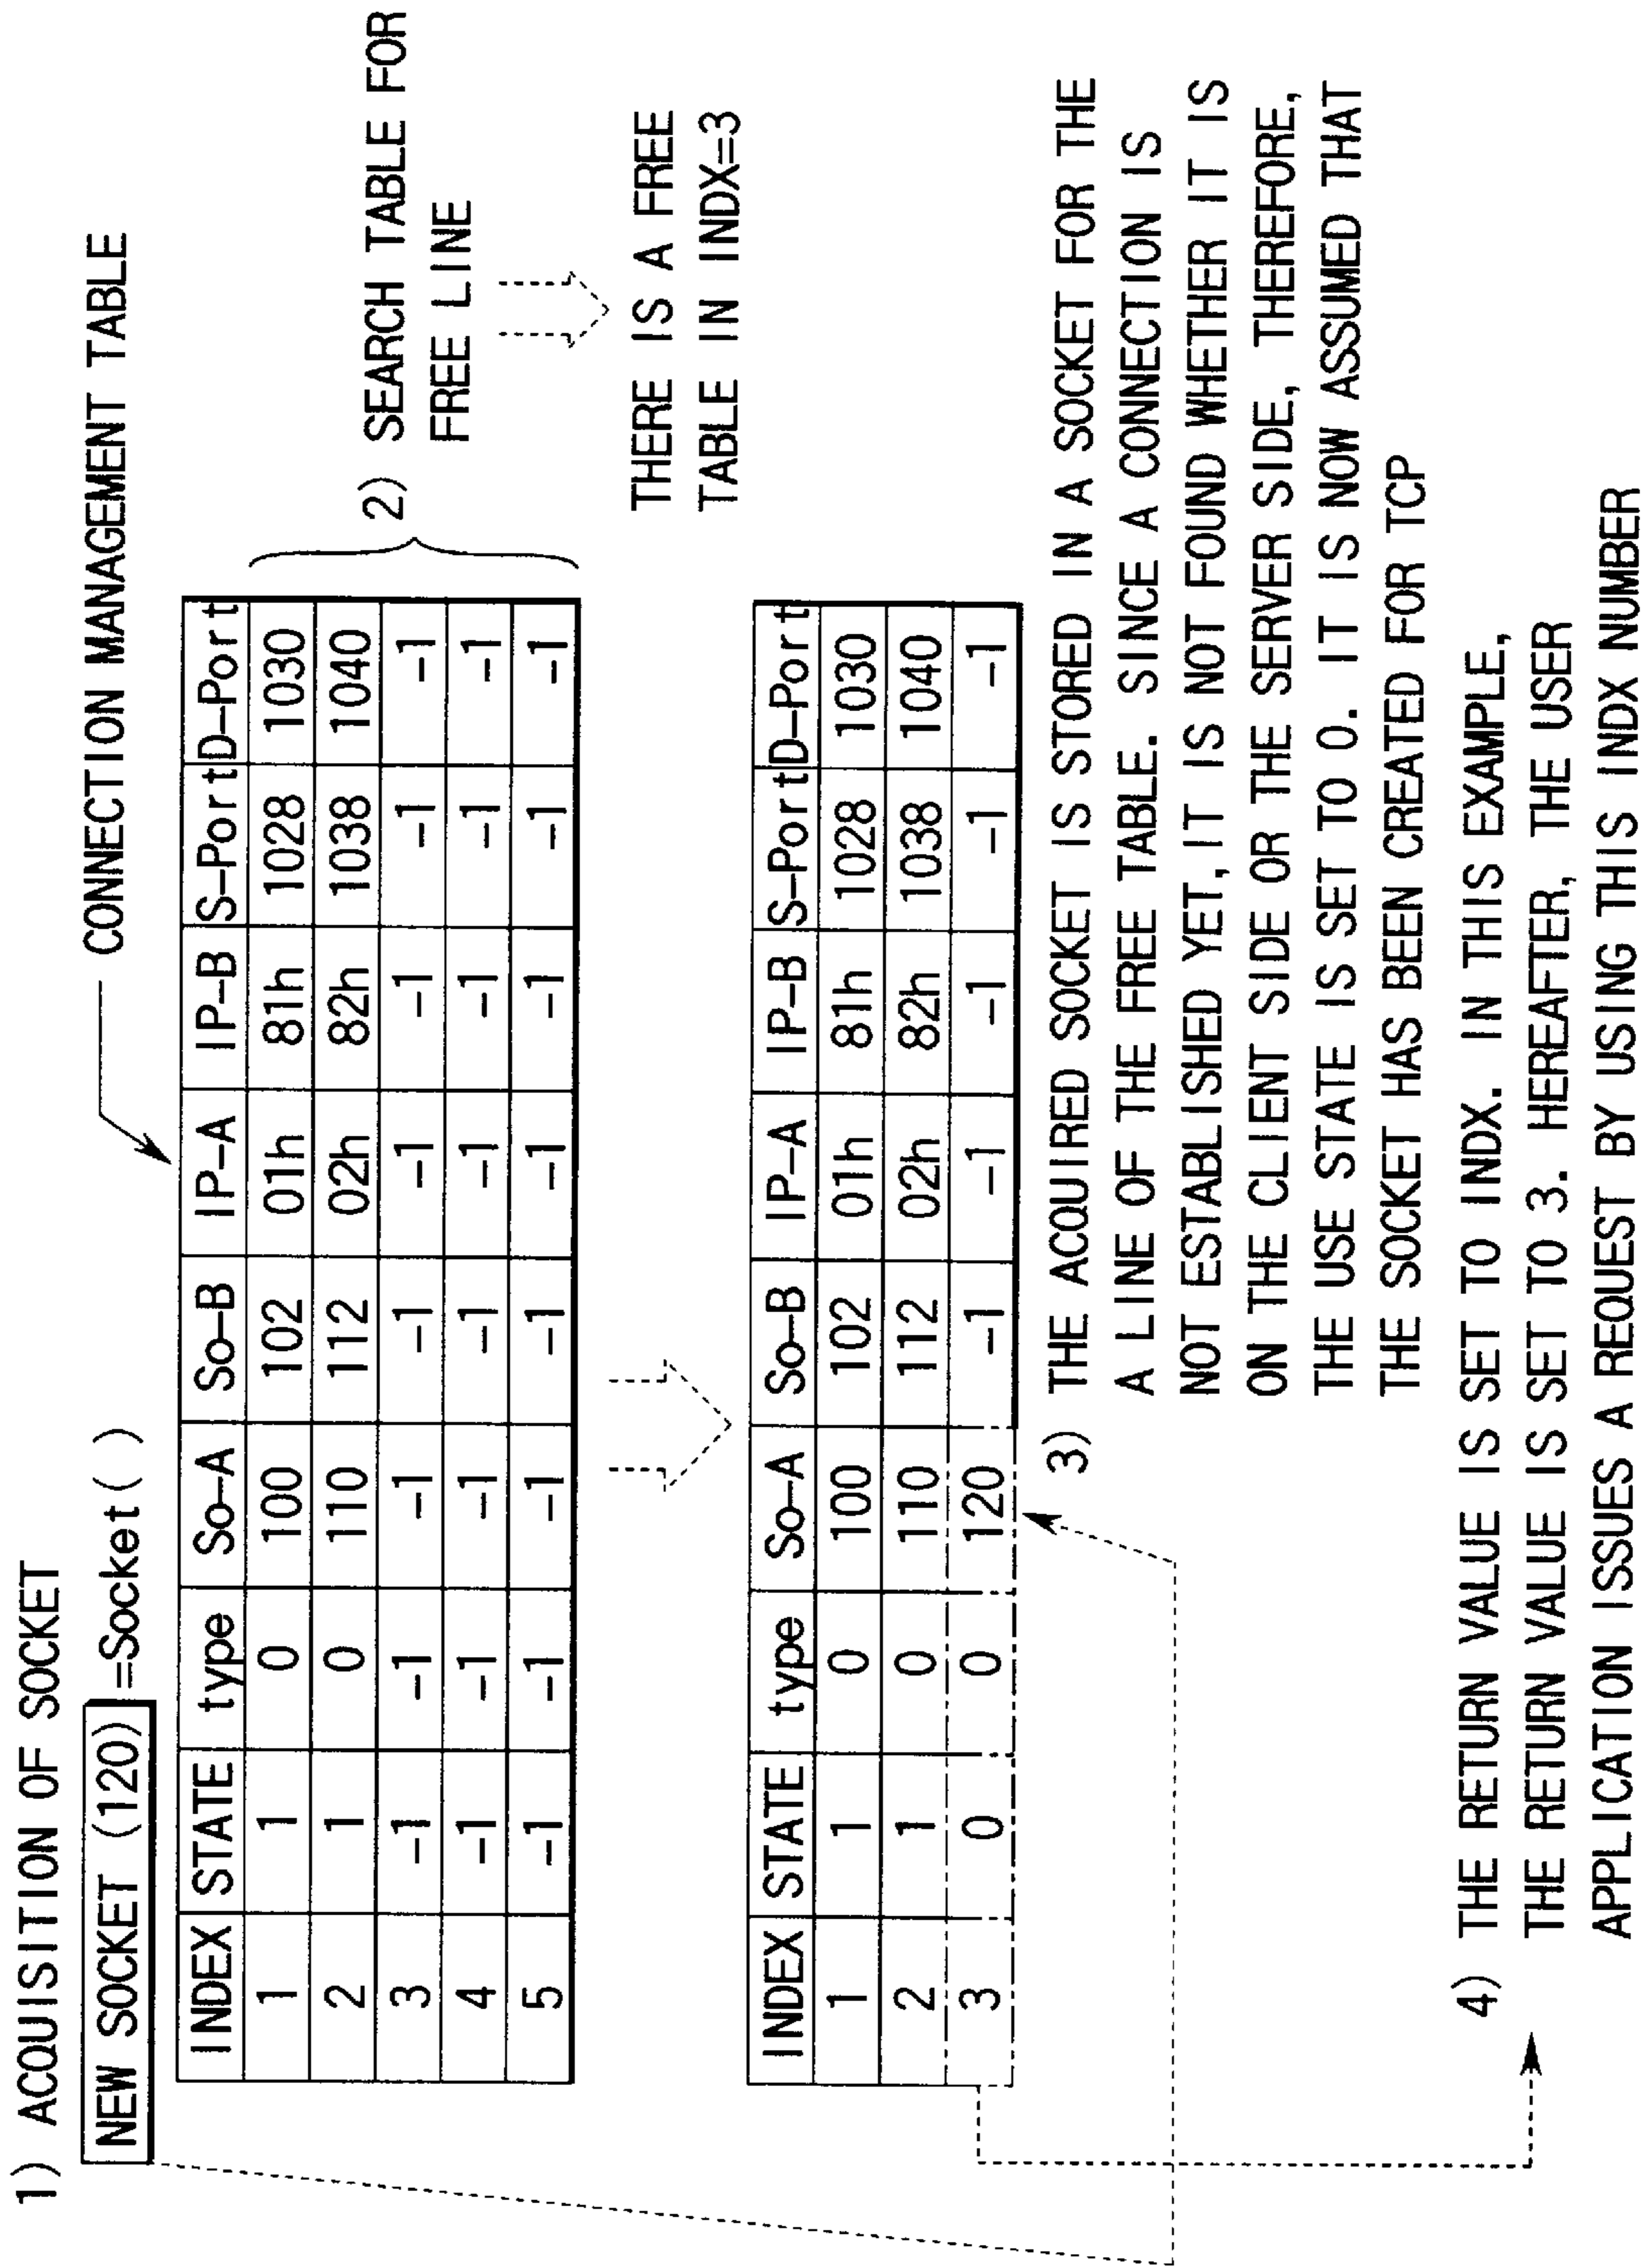 1) ACQUISITION OF SOCKET
NEW SOCKET (120) =Socket( )
CONNECTION MANAGEMENT TABLE
INDEX STATE type So-A So-B IP-A IP-B S-Port D-Port
1 1 0 100 102 01h 81h 1028 1030
2 1 0 110 112 02h 82h 1038 1040
3 -1 -1 -1 -1 -1 -1 -1 -1
4 -1 -1 -1 -1 -1 -1 -1 -1
5 -1 -1 -1 -1 -1 -1 -1 -1
2) SEARCH TABLE FOR
FREE LINE
THERE IS A FREE
TABLE IN INDX=3
INDEX STATE type So-A So-B IP-A IP-B S-Port D-Port
1 1 0 100 102 01h 81h 1028 1030
2 1 0 110 112 02h 82h 1038 1040
3 0 0 120 -1 -1 -1 -1 -1
3) THE ACQUIRED SOCKET IS STORED IN A SOCKET FOR THE
A LINE OF THE FREE TABLE. SINCE A CONNECTION IS
NOT ESTABLISHED YET, IT IS NOT FOUND WHETHER IT IS
ON THE CLIENT SIDE OR THE SERVER SIDE, THEREFORE,
THE USE STATE IS SET TO 0. IT IS NOW ASSUMED THAT
THE SOCKET HAS BEEN CREATED FOR TCP
4) THE RETURN VALUE IS SET TO INDX. IN THIS EXAMPLE,
THE RETURN VALUE IS SET TO 3. HEREAFTER, THE USER
APPLICATION ISSUES A REQUEST BY USING THIS INDX NUMBER